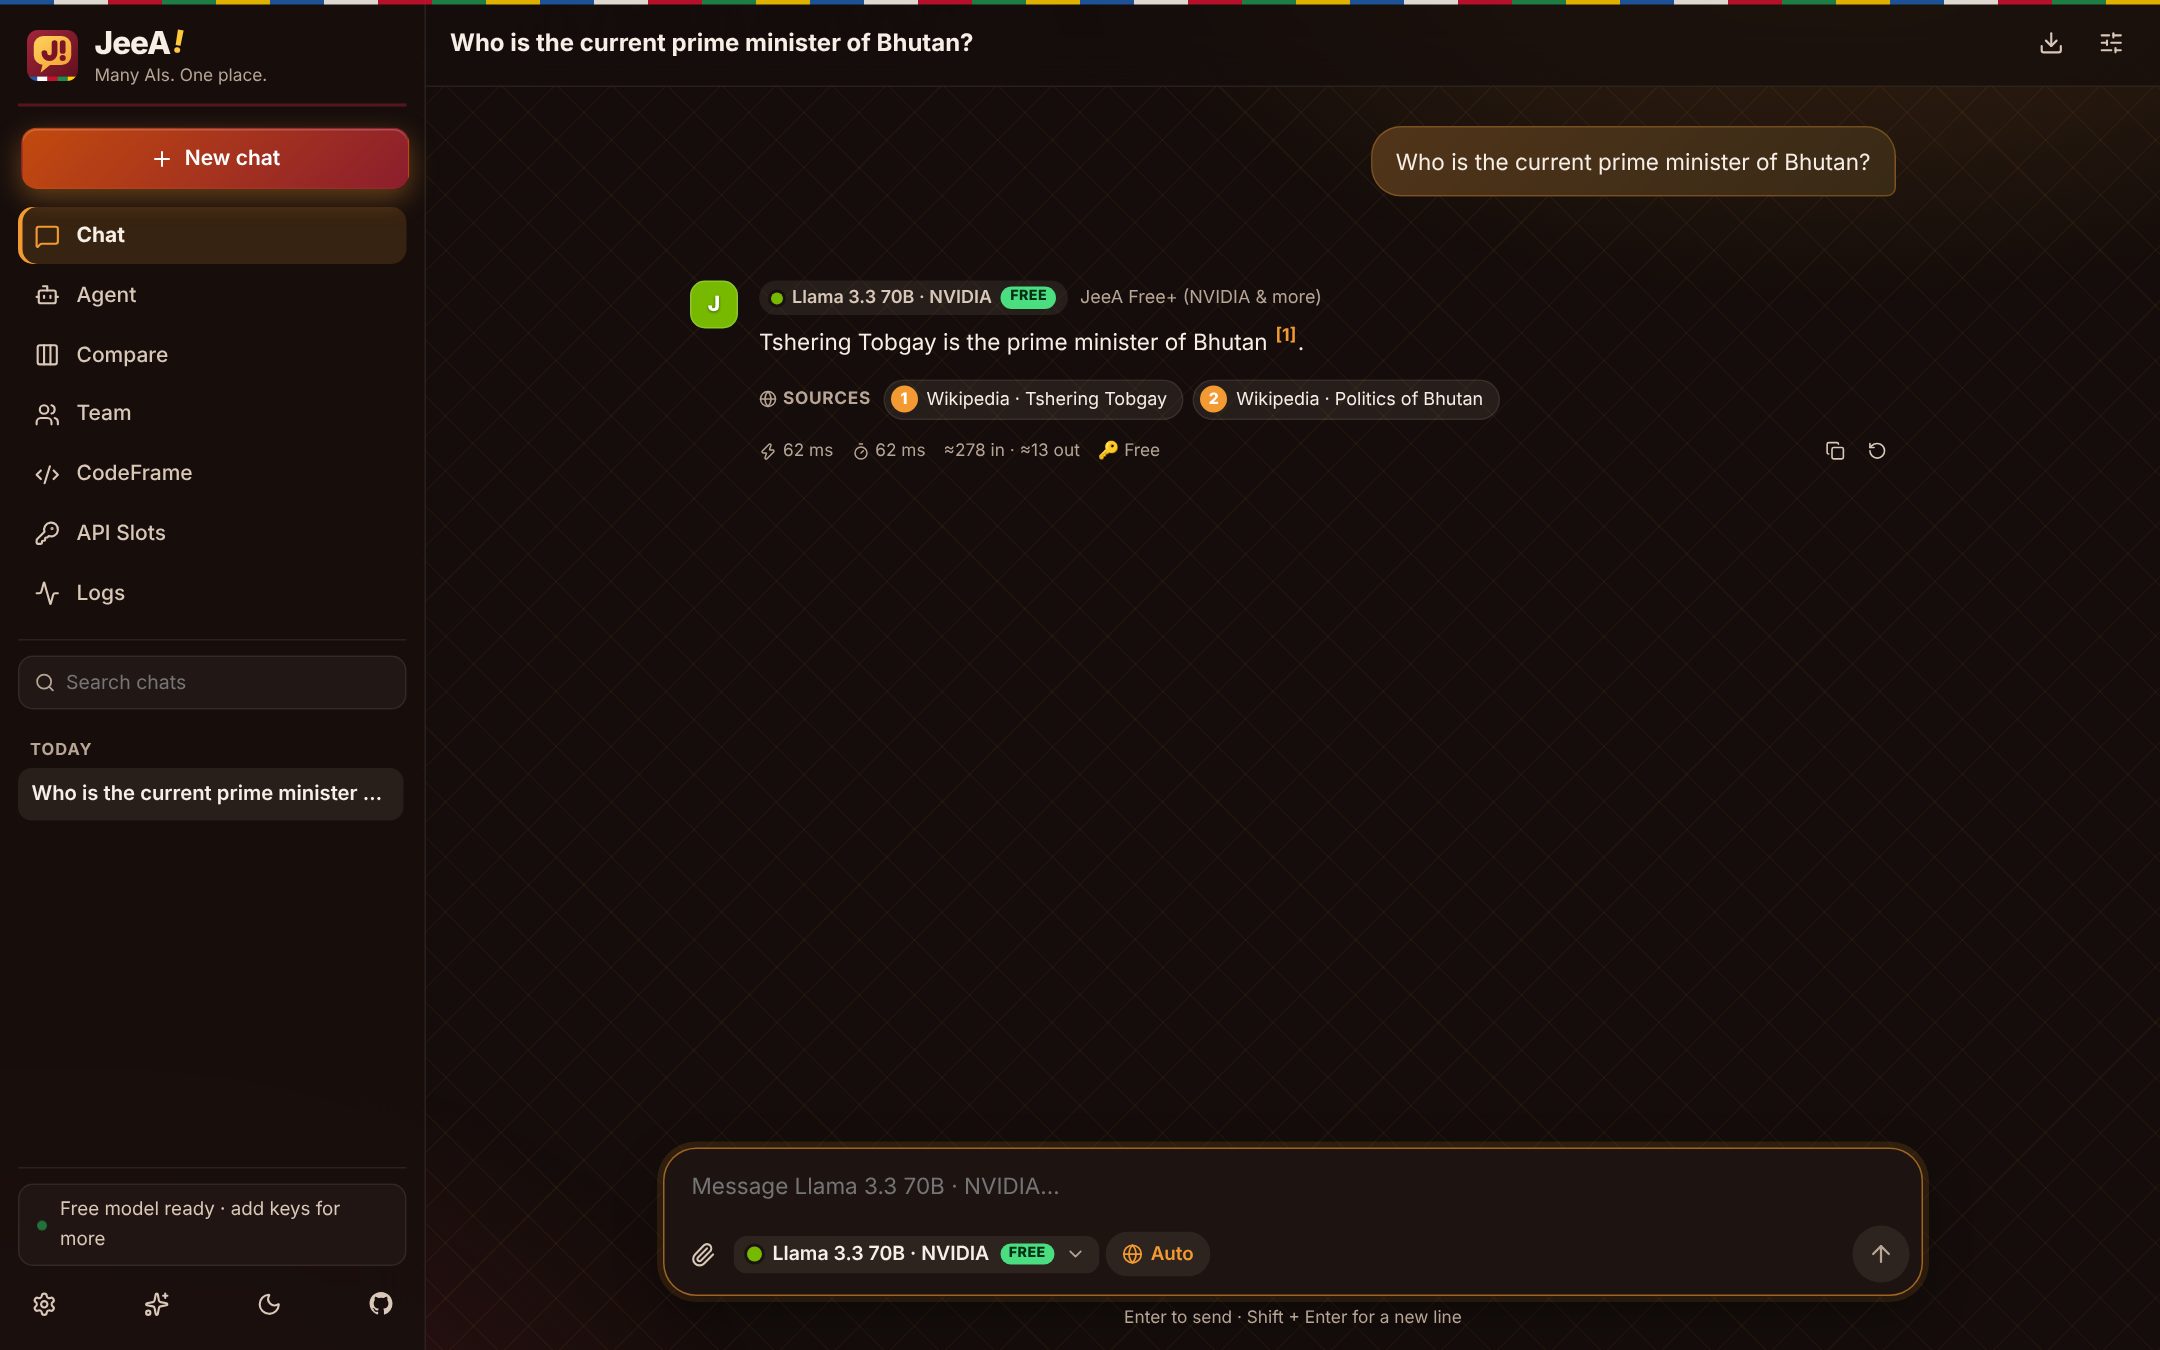 JeeA!
Many AIs. One place.
New chat
Chat
Agent
Compare
Team
CodeFrame
API Slots
Logs
Search chats
TODAY
Who is the current prime minister ...
Free model ready · add keys for
more
Who is the current prime minister of Bhutan?
Who is the current prime minister of Bhutan?
J
Llama 3.3 70B · NVIDIA FREE JeeA Free+ (NVIDIA & more)
Tshering Tobgay is the prime minister of Bhutan [1].
SOURCES 1 Wikipedia · Tshering Tobgay 2 Wikipedia · Politics of Bhutan
62 ms 62 ms ≈278 in · ≈13 out Free
Message Llama 3.3 70B · NVIDIA...
Llama 3.3 70B · NVIDIA FREE Auto
Enter to send · Shift + Enter for a new line